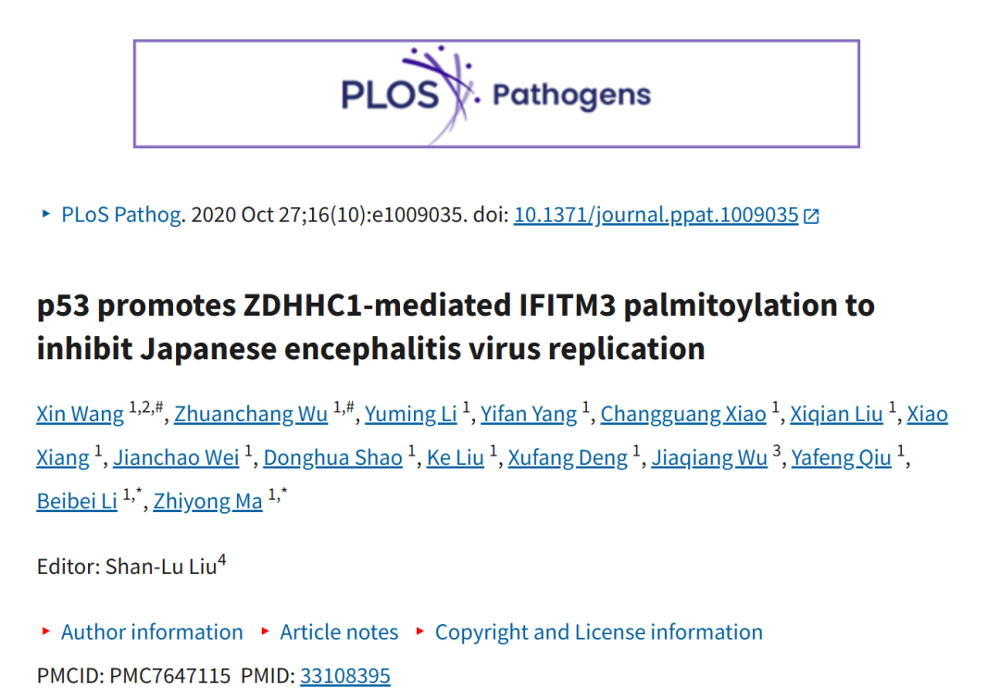 PLOS Pathogens
PLoS Pathog. 2020 Oct 27;16(10):e1009035. doi: 10.1371/journal.ppat.1009035
p53 promotes ZDHHC1-mediated IFITM3 palmitoylation to
inhibit Japanese encephalitis virus replication
Xin Wang 1,2,#, Zhuanchang Wu 1,#, Yuming Li 1, Yifan Yang 1, Changguang Xiao 1, Xiqian Liu 1, Xiao
Xiang 1, Jianchao Wei 1, Donghua Shao 1, Ke Liu 1, Xufang Deng 1, Jiaqiang Wu 3, Yafeng Qiu 1,
Beibei Li 1,*, Zhiyong Ma 1,*
Editor: Shan-Lu Liu4
Author information Article notes Copyright and License information
PMCID: PMC7647115 PMID: 33108395